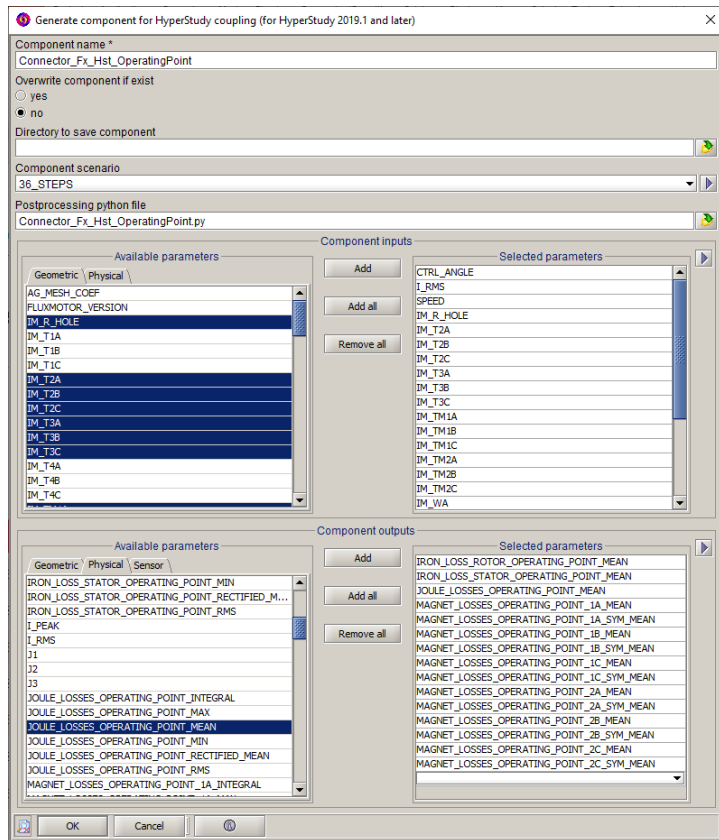 Generate component for HyperStudy coupling (for HyperStudy 2019.1 and later)
Component name *
Connector_Fx_Hst_OperatingPoint
Overwrite component if exist
yes
no
Directory to save component
Component scenario
36_STEPS
Postprocessing python file
Connector_Fx_Hst_OperatingPoint.py
Component inputs
Available parameters
Geometric
Physical
AG_MESH_COEF
FLUXMOTOR_VERSION
IM_R_HOLE
IM_T1A
IM_T1B
IM_T1C
IM_T2A
IM_T2B
IM_T2C
IM_T3A
IM_T3B
IM_T3C
IM_T4A
IM_T4B
IM_T4C
Add
Add all
Remove all
Selected parameters
CTRL_ANGLE
I_RMS
SPEED
IM_R_HOLE
IM_T2A
IM_T2B
IM_T2C
IM_T3A
IM_T3B
IM_T3C
IM_TM1A
IM_TM1B
IM_TM1C
IM_TM2A
IM_TM2B
IM_TM2C
IM_WA
Component outputs
Available parameters
Geometric
Physical
Sensor
IRON_LOSS_STATOR_OPERATING_POINT_MIN
IRON_LOSS_STATOR_OPERATING_POINT_RECTIFIED_M...
IRON_LOSS_STATOR_OPERATING_POINT_RMS
I_PEAK
I_RMS
J1
J2
J3
JOULE_LOSSES_OPERATING_POINT_INTEGRAL
JOULE_LOSSES_OPERATING_POINT_MAX
JOULE_LOSSES_OPERATING_POINT_MEAN
JOULE_LOSSES_OPERATING_POINT_MIN
JOULE_LOSSES_OPERATING_POINT_RECTIFIED_MEAN
JOULE_LOSSES_OPERATING_POINT_RMS
MAGNET_LOSSES_OPERATING_POINT_1A_INTEGRAL
Add
Add all
Remove all
Selected parameters
IRON_LOSS_ROTOR_OPERATING_POINT_MEAN
IRON_LOSS_STATOR_OPERATING_POINT_MEAN
JOULE_LOSSES_OPERATING_POINT_MEAN
MAGNET_LOSSES_OPERATING_POINT_1A_MEAN
MAGNET_LOSSES_OPERATING_POINT_1A_SYM_MEAN
MAGNET_LOSSES_OPERATING_POINT_1B_MEAN
MAGNET_LOSSES_OPERATING_POINT_1B_SYM_MEAN
MAGNET_LOSSES_OPERATING_POINT_1C_MEAN
MAGNET_LOSSES_OPERATING_POINT_1C_SYM_MEAN
MAGNET_LOSSES_OPERATING_POINT_2A_MEAN
MAGNET_LOSSES_OPERATING_POINT_2A_SYM_MEAN
MAGNET_LOSSES_OPERATING_POINT_2B_MEAN
MAGNET_LOSSES_OPERATING_POINT_2B_SYM_MEAN
MAGNET_LOSSES_OPERATING_POINT_2C_MEAN
MAGNET_LOSSES_OPERATING_POINT_2C_SYM_MEAN
OK
Cancel